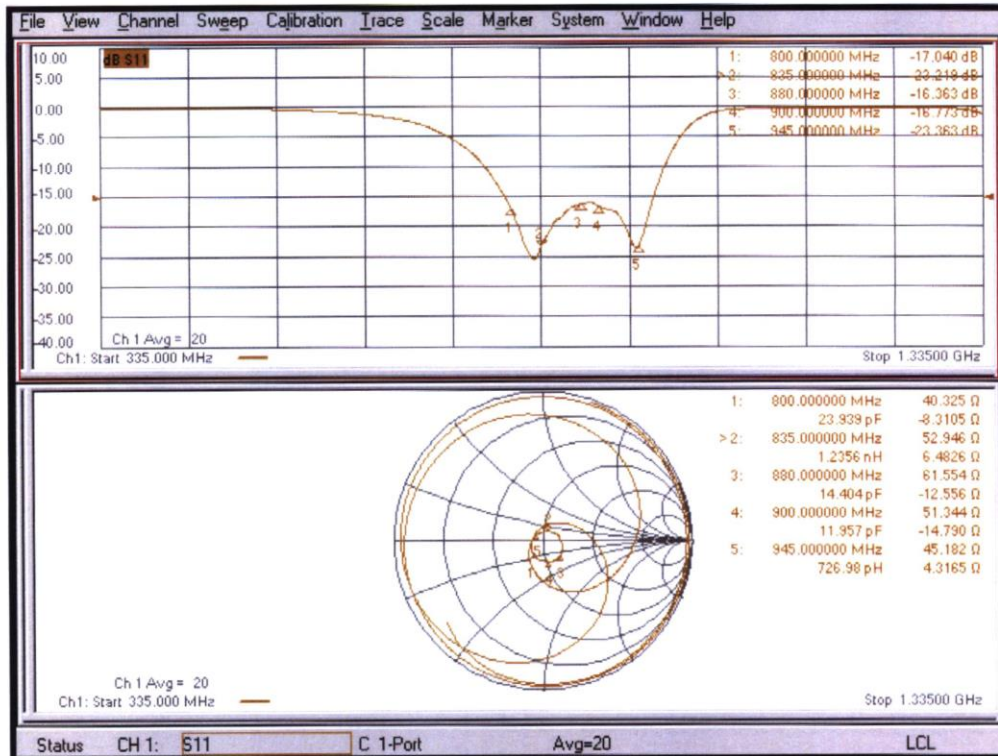 File View Channel Sweep Calibration Trace Scale Marker System Window Help
10.00
5.00
0.00
-5.00
-10.00
-15.00
-20.00
-25.00
-30.00
-35.00
-40.00
dB S11
1: 800.000000 MHz -17.040 dB
>2: 835.000000 MHz -23.219 dB
3: 880.000000 MHz -16.363 dB
4: 900.000000 MHz -16.773 dB
5: 945.000000 MHz -23.363 dB
1
2
3
4
5
Ch 1 Avg = 20
Ch1: Start 335.000 MHz
Stop 1.33500 GHz
1: 800.000000 MHz 40.325 Ω
23.939 pF -8.3105 Ω
>2: 835.000000 MHz 52.946 Ω
1.2356 nH 6.4826 Ω
3: 880.000000 MHz 61.554 Ω
14.404 pF -12.556 Ω
4: 900.000000 MHz 51.344 Ω
11.957 pF -14.790 Ω
5: 945.000000 MHz 45.182 Ω
726.98 pH 4.3165 Ω
5
1
3
Ch 1 Avg = 20
Ch1: Start 335.000 MHz
Stop 1.33500 GHz
Status CH 1: S11 C 1-Port Avg=20 LCL